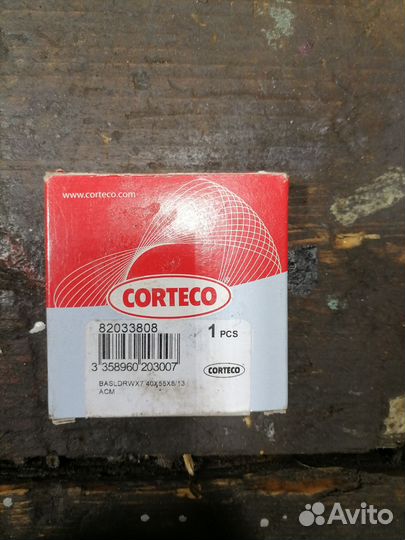 www.corteco.com
CORTECO
82033808
1 PCS
3 358960 203007
CORTECO
BASLDRWX7 40X55X8/13
ACM
Avito